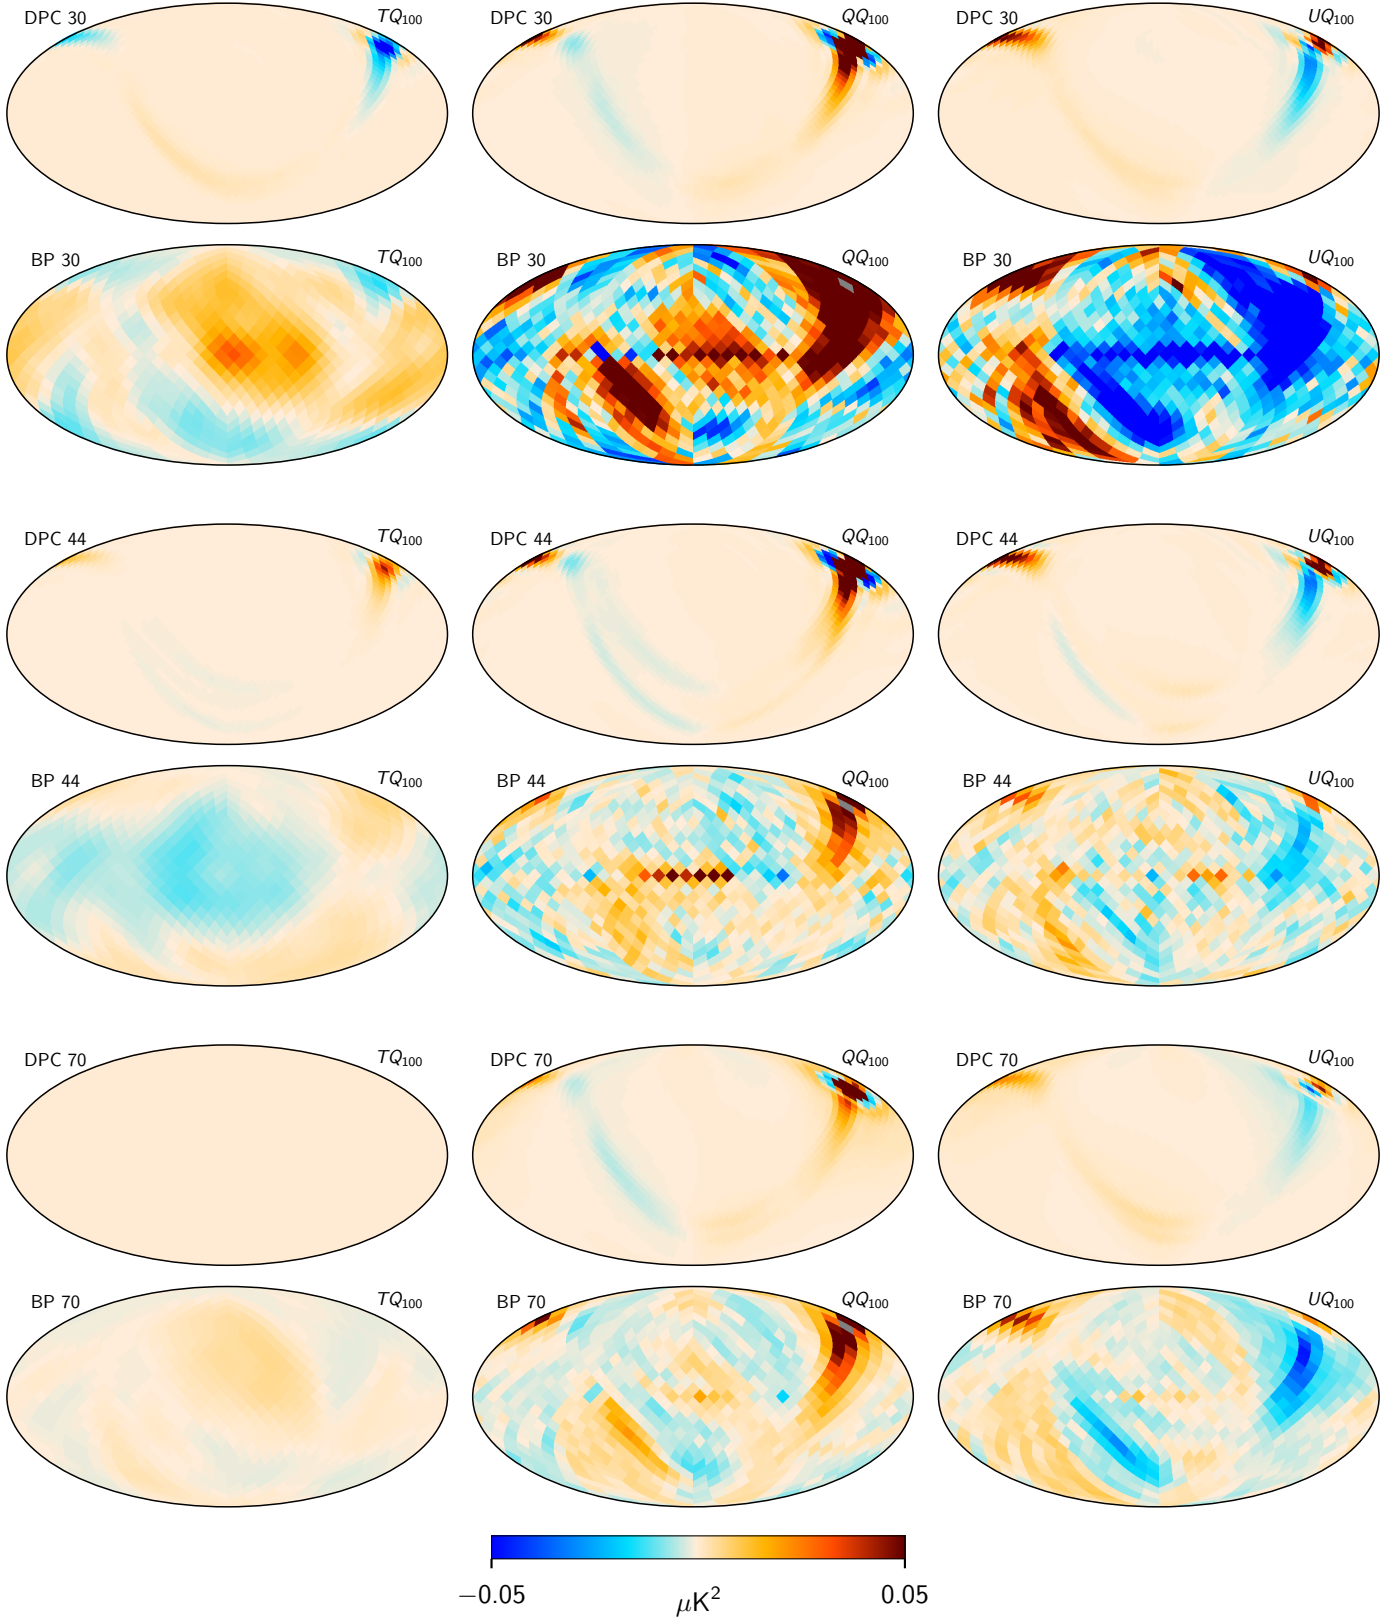 DPC 30 TQ100 DPC 30 QQ100 DPC 30 UQ100
BP 30 TQ100 BP 30 QQ100 BP 30 UQ100
DPC 44 TQ100 DPC 44 QQ100 DPC 44 UQ100
BP 44 TQ100 BP 44 QQ100 BP 44 UQ100
DPC 70 TQ100 DPC 70 QQ100 DPC 70 UQ100
BP 70 TQ100 BP 70 QQ100 BP 70 UQ100
−0.05 μK² 0.05